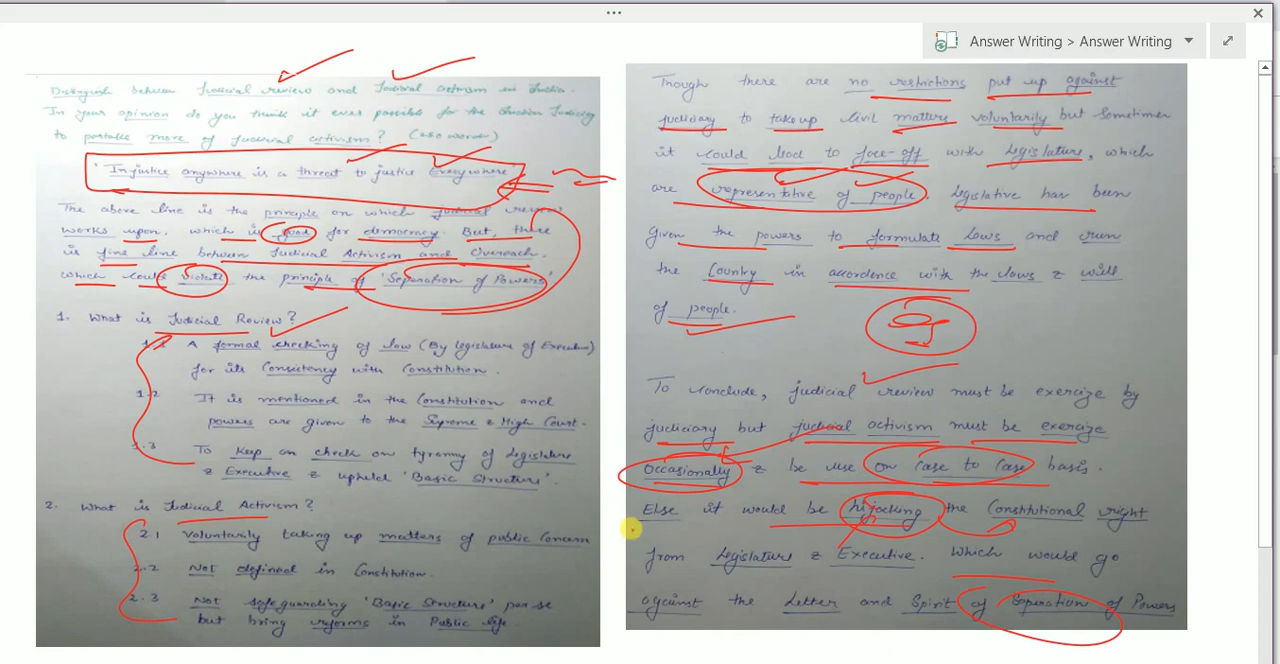 Answer Writing > Answer Writing
Distinguish between Judicial review and Judicial activism in India.
In your opinion do you think it ever possible for the Judiciary
to partake more of Judicial activism? (250 words)
'Injustice anywhere is a threat to justice Everywhere'
The above line is the principle on which judicial review
works upon. which is good for democracy. But, there
is fine line between Judicial Activism and Overreach.
which could violate the principle of 'Seperation of Powers'
1. What is Judicial Review?
1.1 A formal checking of law (By legislature of Executive)
for its Consistency with Constitution.
1.2 It is mentioned in the Constitution and
powers are given to the Supreme & High Court.
1.3 To Keep an check on tyranny of Legislature
& Executive & upheld 'Basic Structure'.
2. What is Judicial Activism?
2.1 Voluntarily taking up matters of public Concern
2.2 Not defined in Constitution.
2.3 Not safeguarding 'Basic Structure' per se
but bring reforms in Public life
Though there are no restrictions put up against
judiciary to take up Civil matters voluntarily but Sometimes
it could lead to face-off with Legislature, which
are representative of people. Legislative has been
Given the powers to formulate Laws and run
the Country in accordance with the laws & will
of people.
To Conclude, judicial review must be exercize by
judiciary but judicial activism must be exercize
Occasionally & be use on case to case basis.
Else it would be hijacking the Constitutional right
from Legislature & Executive. Which would go
against the Letter and Spirit of Seperation of Powers